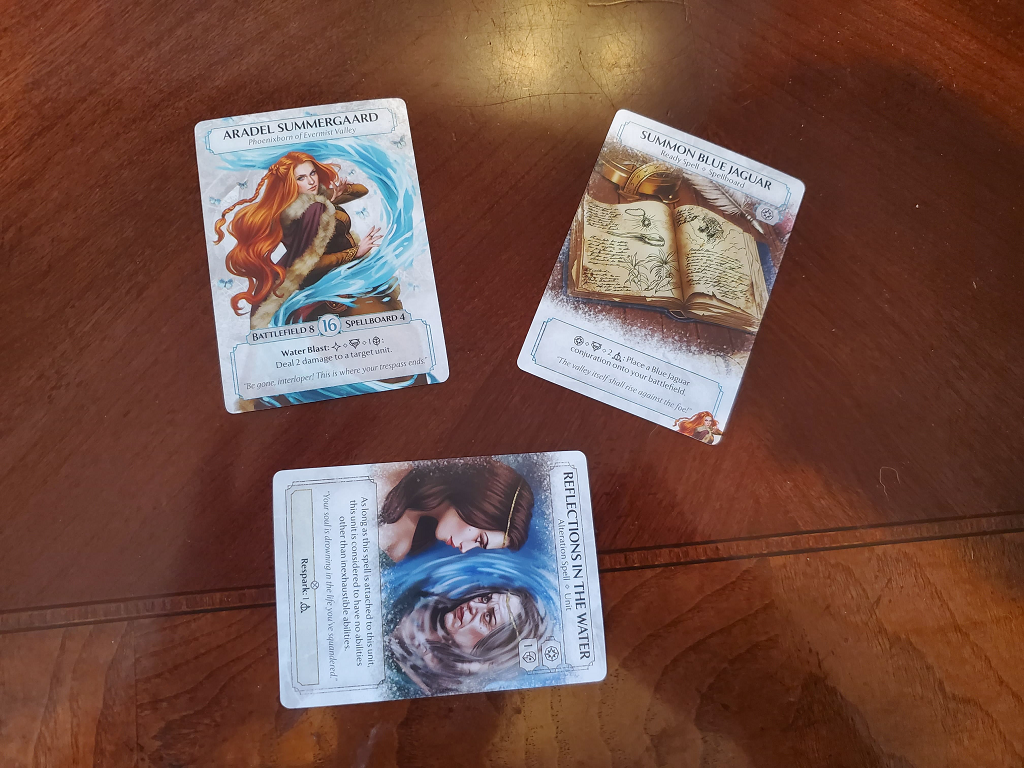 ARADEL SUMMERGAARD
Phoenixborn of Evermist Valley
BATTLEFIELD 8 16 SPELLBOARD 4
Water Blast: 1 :
Deal 2 damage to a target unit.
"Be gone, interloper! This is where your trespass ends."
SUMMON BLUE JAGUAR
Ready Spell ◇ Spellboard
2 : Place a Blue Jaguar
conjuration onto your battlefield.
"The valley itself shall rise against the foe!"
REFLECTIONS IN THE WATER
Alteration Spell ◇ Unit
1
As long as this spell is attached to this unit,
this unit is considered to have no abilities
other than inexhaustible abilities.
"Your soul is drowning in the life you've squandered."
Respark: 1